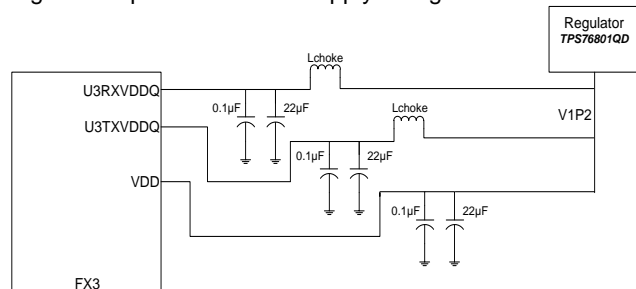 Regulator
TPS76801QD
Lchoke
U3RXVDDQ
0.1µF
22µF
Lchoke
V1P2
U3TXVDDQ
0.1µF
22µF
VDD
0.1µF
22µF
FX3